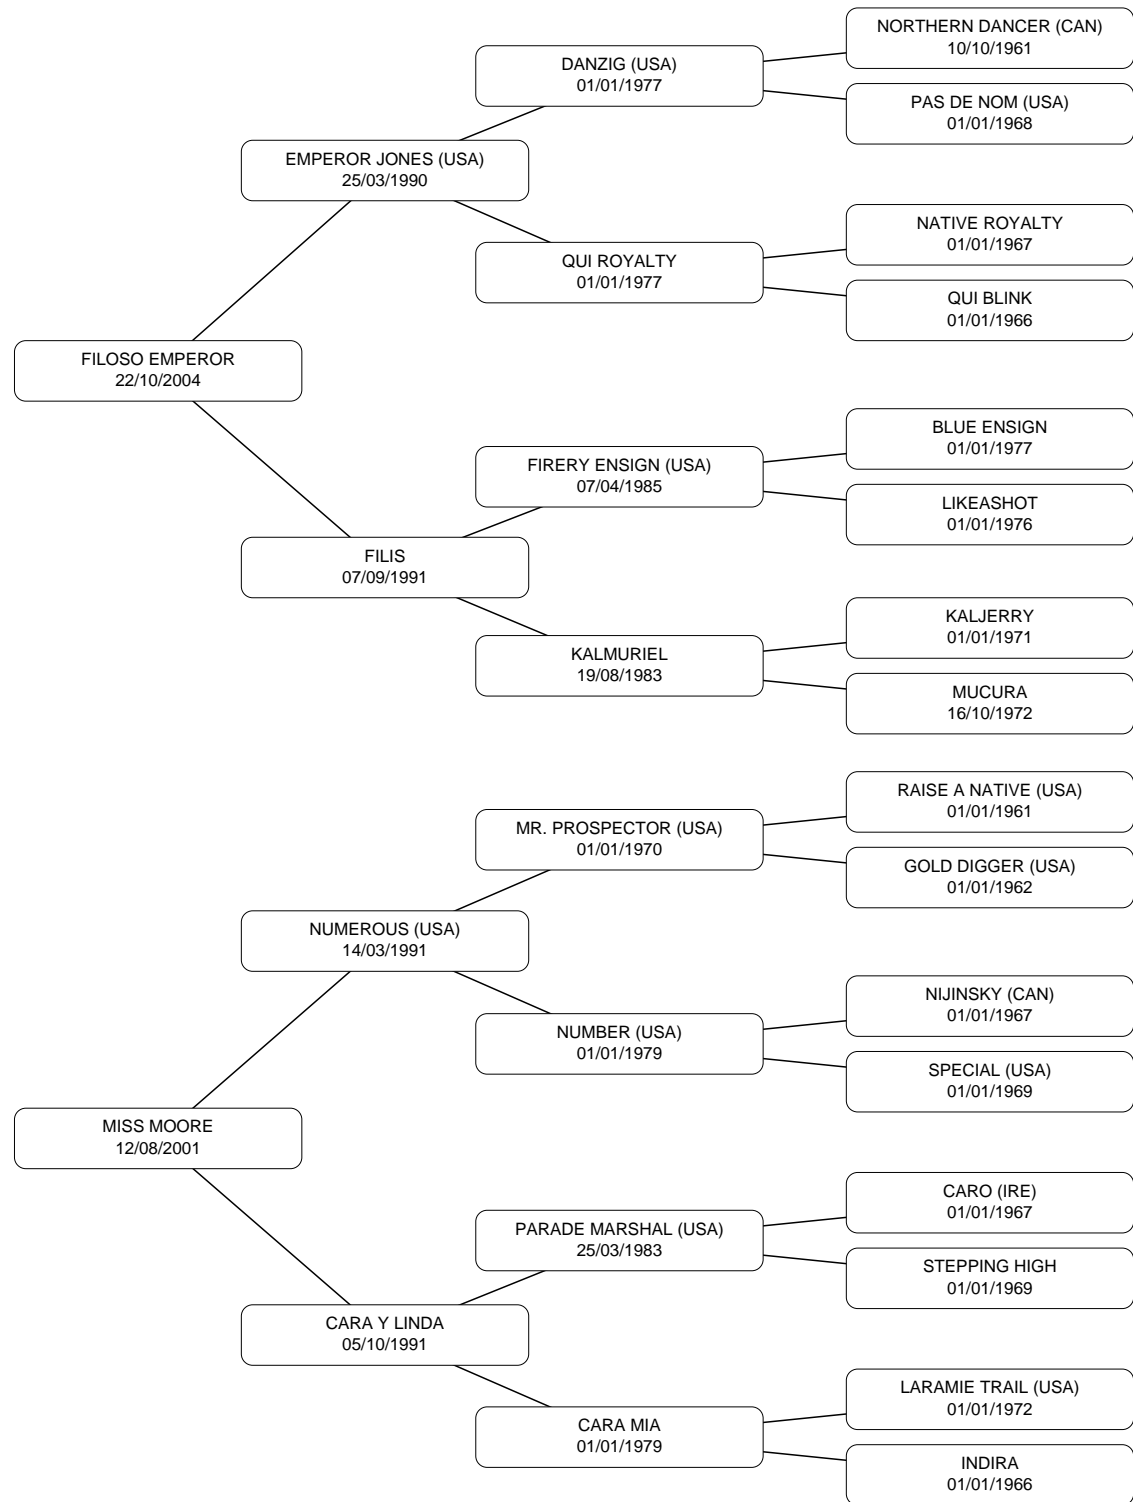 NORTHERN DANCER (CAN)
10/10/1961
DANZIG (USA)
01/01/1977
PAS DE NOM (USA)
01/01/1968
EMPEROR JONES (USA)
25/03/1990
NATIVE ROYALTY
01/01/1967
QUI ROYALTY
01/01/1977
QUI BLINK
01/01/1966
FILOSO EMPEROR
22/10/2004
BLUE ENSIGN
01/01/1977
FIRERY ENSIGN (USA)
07/04/1985
LIKEASHOT
01/01/1976
FILIS
07/09/1991
KALJERRY
01/01/1971
KALMURIEL
19/08/1983
MUCURA
16/10/1972
RAISE A NATIVE (USA)
01/01/1961
MR. PROSPECTOR (USA)
01/01/1970
GOLD DIGGER (USA)
01/01/1962
NUMEROUS (USA)
14/03/1991
NIJINSKY (CAN)
01/01/1967
NUMBER (USA)
01/01/1979
SPECIAL (USA)
01/01/1969
MISS MOORE
12/08/2001
CARO (IRE)
01/01/1967
PARADE MARSHAL (USA)
25/03/1983
STEPPING HIGH
01/01/1969
CARA Y LINDA
05/10/1991
LARAMIE TRAIL (USA)
01/01/1972
CARA MIA
01/01/1979
INDIRA
01/01/1966